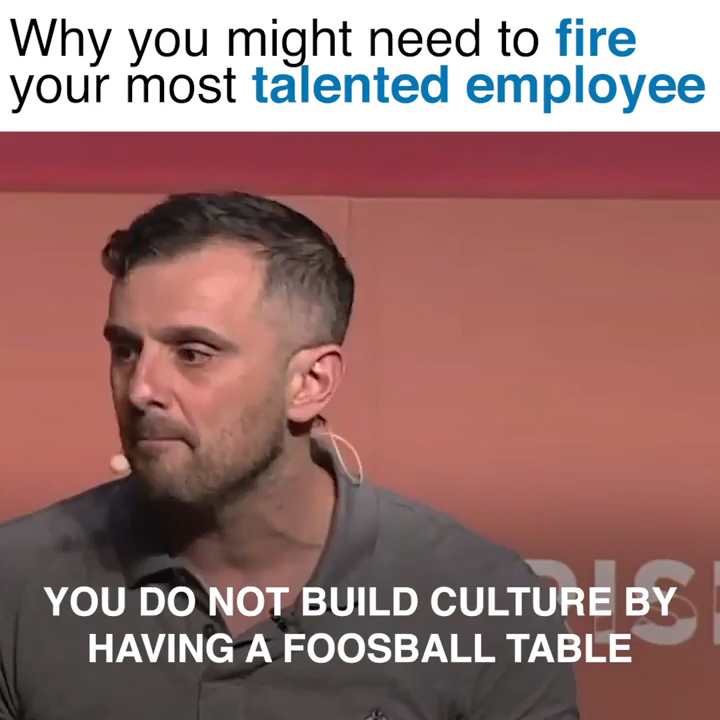 Why you might need to fire
your most talented employee
YOU DO NOT BUILD CULTURE BY
HAVING A FOOSBALL TABLE